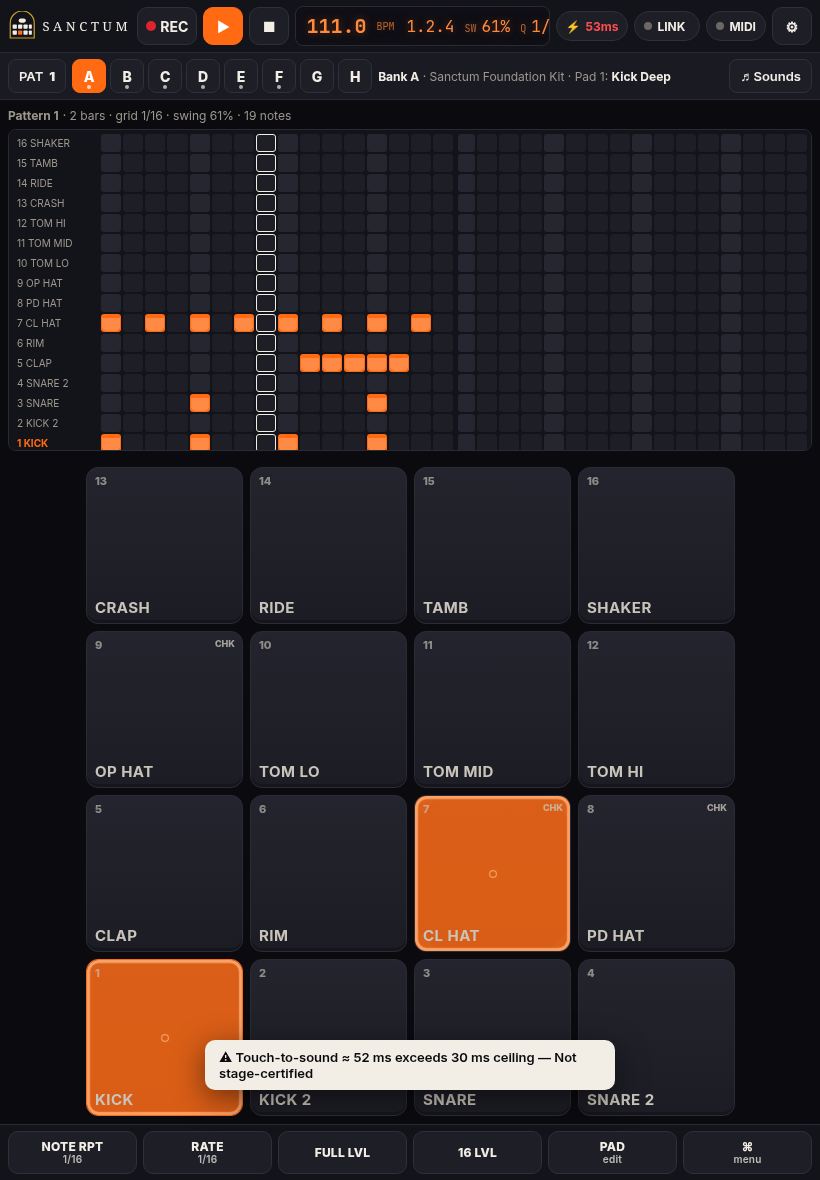 SANCTUM REC 111.0 BPM 1.2.4 SW 61% Q 1/ ⚡ 53ms LINK MIDI
PAT 1 A B C D E F G H Bank A · Sanctum Foundation Kit · Pad 1: Kick Deep ♬ Sounds
Pattern 1 · 2 bars · grid 1/16 · swing 61% · 19 notes
16 SHAKER
15 TAMB
14 RIDE
13 CRASH
12 TOM HI
11 TOM MID
10 TOM LO
9 OP HAT
8 PD HAT
7 CL HAT
6 RIM
5 CLAP
4 SNARE 2
3 SNARE
2 KICK 2
1 KICK
13 14 15 16
CRASH RIDE TAMB SHAKER
9 CHK 10 11 12
OP HAT TOM LO TOM MID TOM HI
5 6 7 CHK 8 CHK
CLAP RIM CL HAT PD HAT
1 2 3 4
⚠ Touch-to-sound ≈ 52 ms exceeds 30 ms ceiling — Not
stage-certified
KICK KICK 2 SNARE SNARE 2
NOTE RPT RATE FULL LVL 16 LVL PAD ⌘
1/16 1/16 edit menu